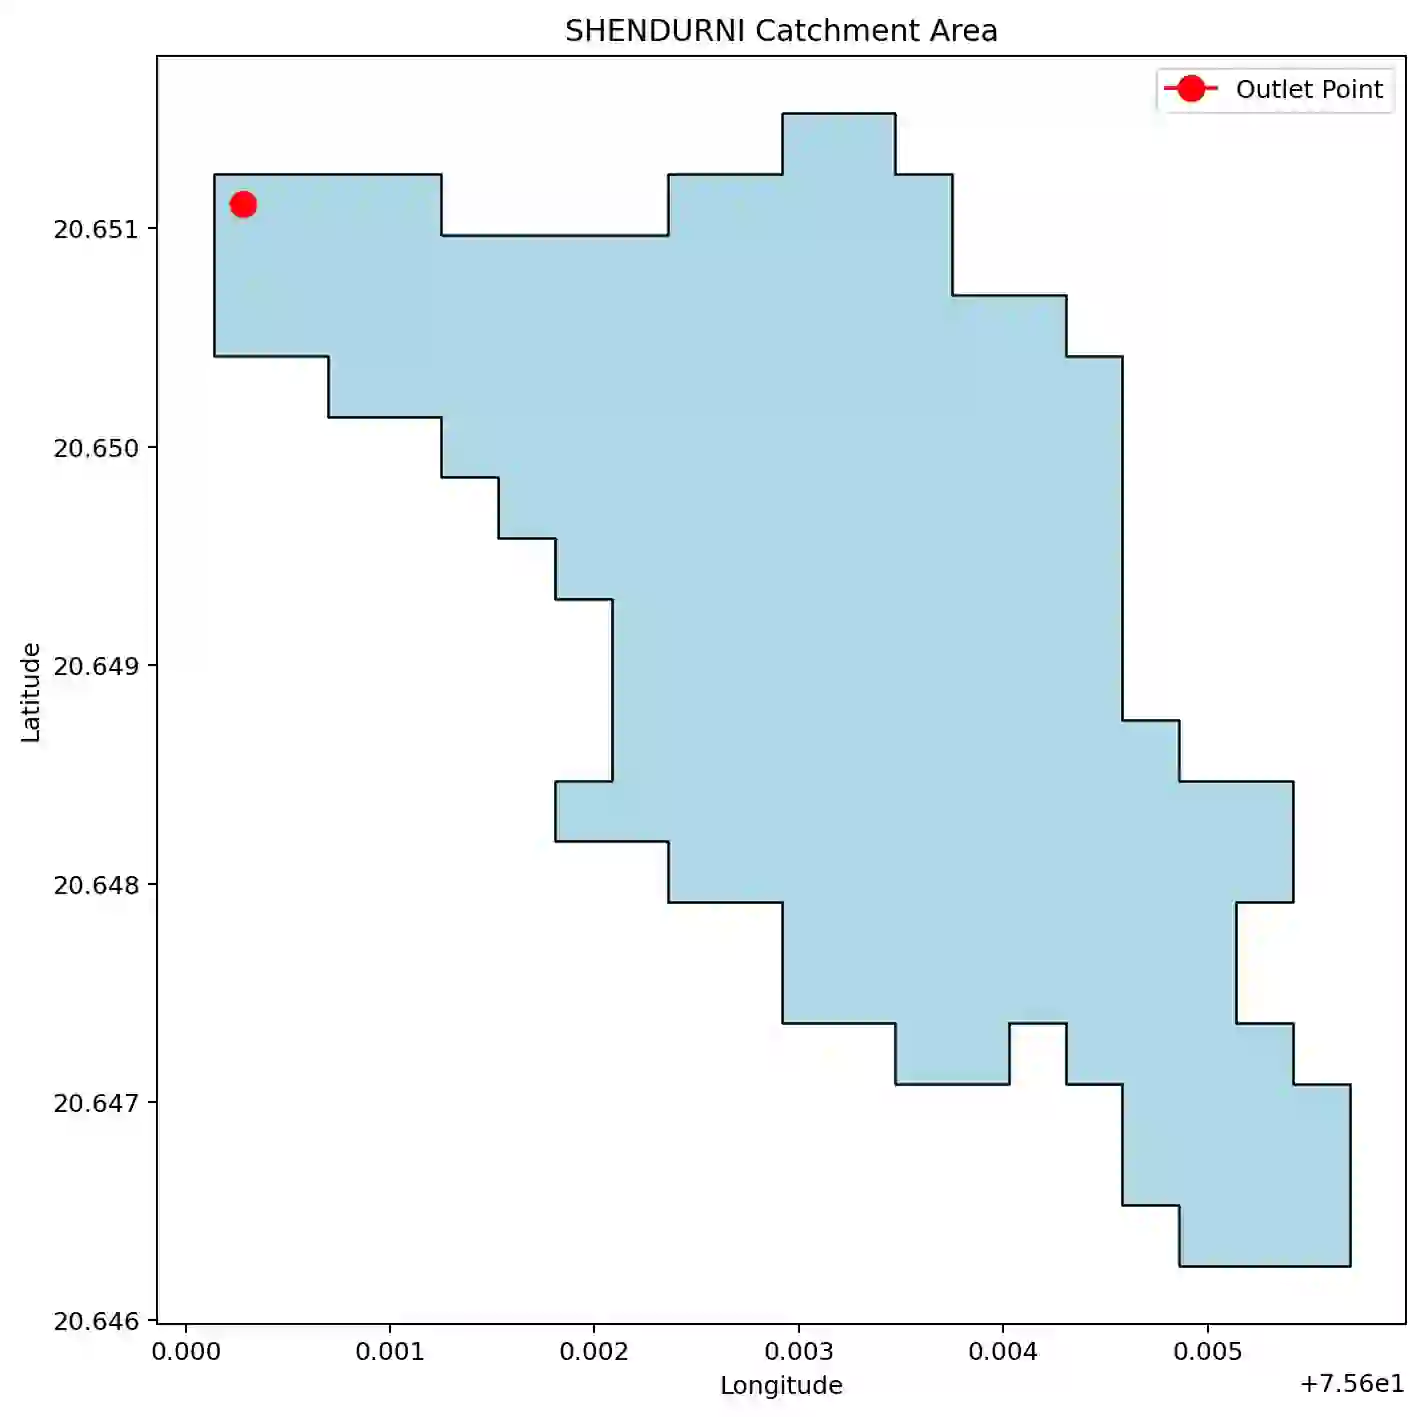 SHENDURNI Catchment Area
Outlet Point
20.651
20.650
20.649
20.648
20.647
20.646
Latitude
0.000 0.001 0.002 0.003 0.004 0.005
Longitude
+7.56e1